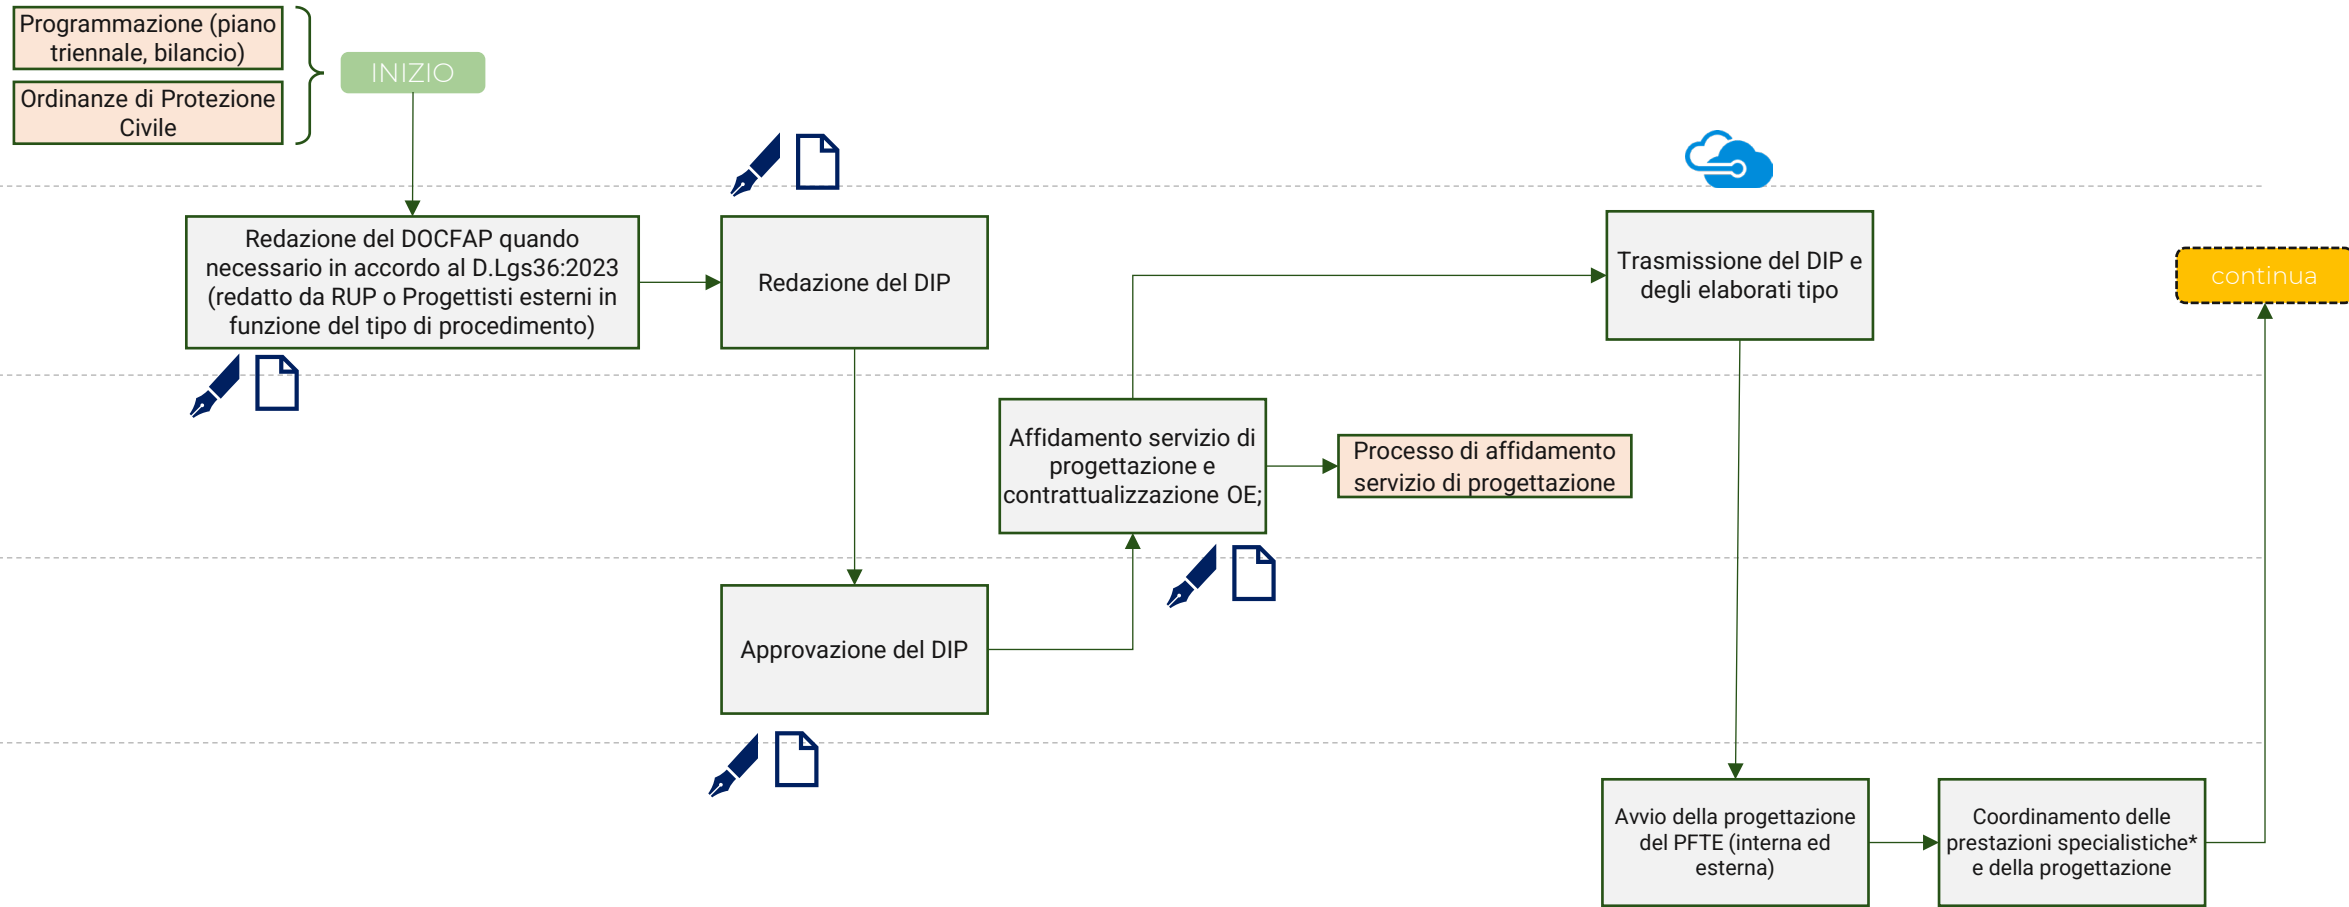 Programmazione (piano
triennale, bilancio)
Ordinanze di Protezione
Civile
INIZIO
Redazione del DOCFAP quando
necessario in accordo al D.Lgs36:2023
(redatto da RUP o Progettisti esterni in
funzione del tipo di procedimento)
Redazione del DIP
Trasmissione del DIP e
degli elaborati tipo
continua
Affidamento servizio di
progettazione e
contrattualizzazione OE;
Processo di affidamento
servizio di progettazione
Approvazione del DIP
Avvio della progettazione
del PFTE (interna ed
esterna)
Coordinamento delle
prestazioni specialistiche*
e della progettazione